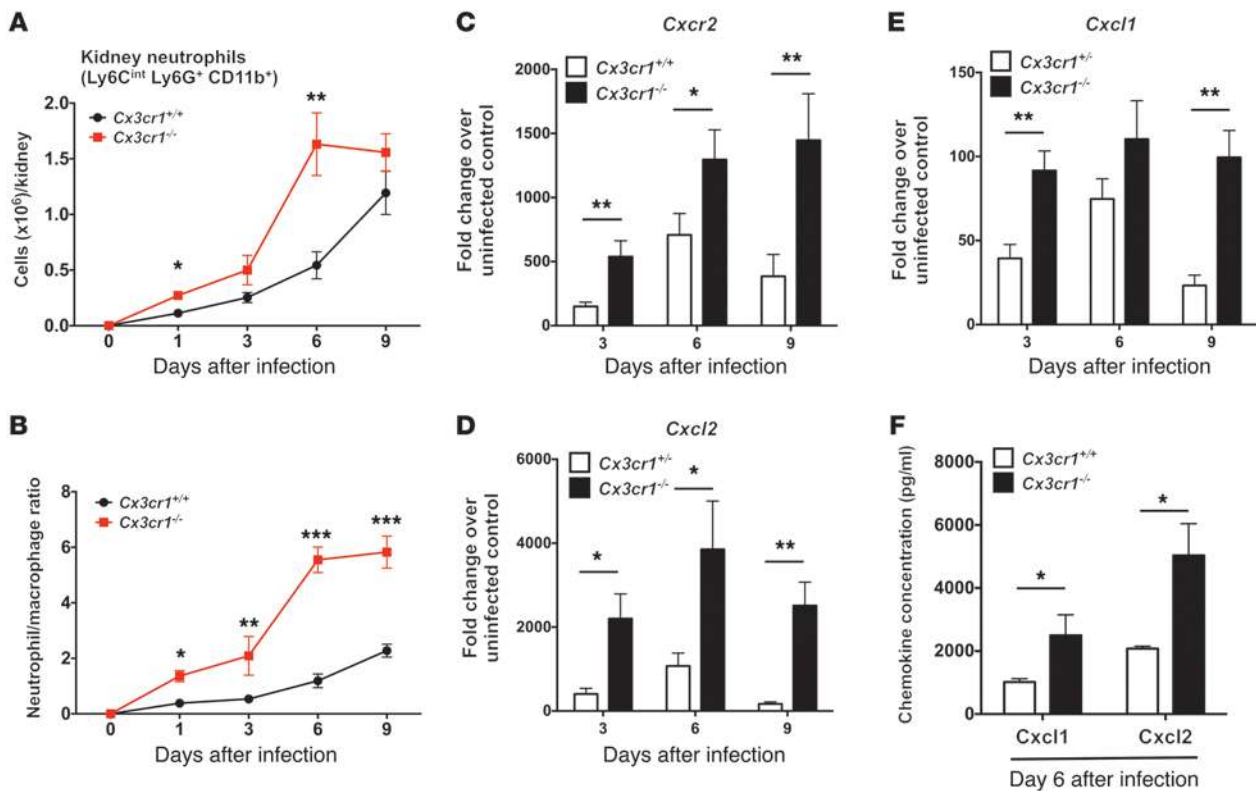 A
Kidney neutrophils
(Ly6Cint Ly6G+ CD11b+)
Cx3cr1+/+
Cx3cr1-/-
Cells (x10⁶)/kidney
2.0
1.5
1.0
0.5
0.0
0 1 3 6 9
* **
Days after infection
B
Cx3cr1+/+
Cx3cr1-/-
Neutrophil/macrophage ratio
8
6
4
2
0
0 1 3 6 9
* ** *** ***
Days after infection
C
Cxcr2
Cx3cr1+/+
Cx3cr1-/-
Fold change over
uninfected control
2000
1500
1000
500
0
3 6 9
** * **
Days after infection
D
Cxcl2
Cx3cr1+/-
Cx3cr1-/-
Fold change over
uninfected control
6000
4000
2000
0
3 6 9
* * **
Days after infection
E
Cxcl1
Cx3cr1+/-
Cx3cr1-/-
Fold change over
uninfected control
150
100
50
0
3 6 9
** **
Days after infection
F
Cx3cr1+/+
Cx3cr1-/-
Chemokine concentration (pg/ml)
8000
6000
4000
2000
0
* *
Cxcl1 Cxcl2
Day 6 after infection